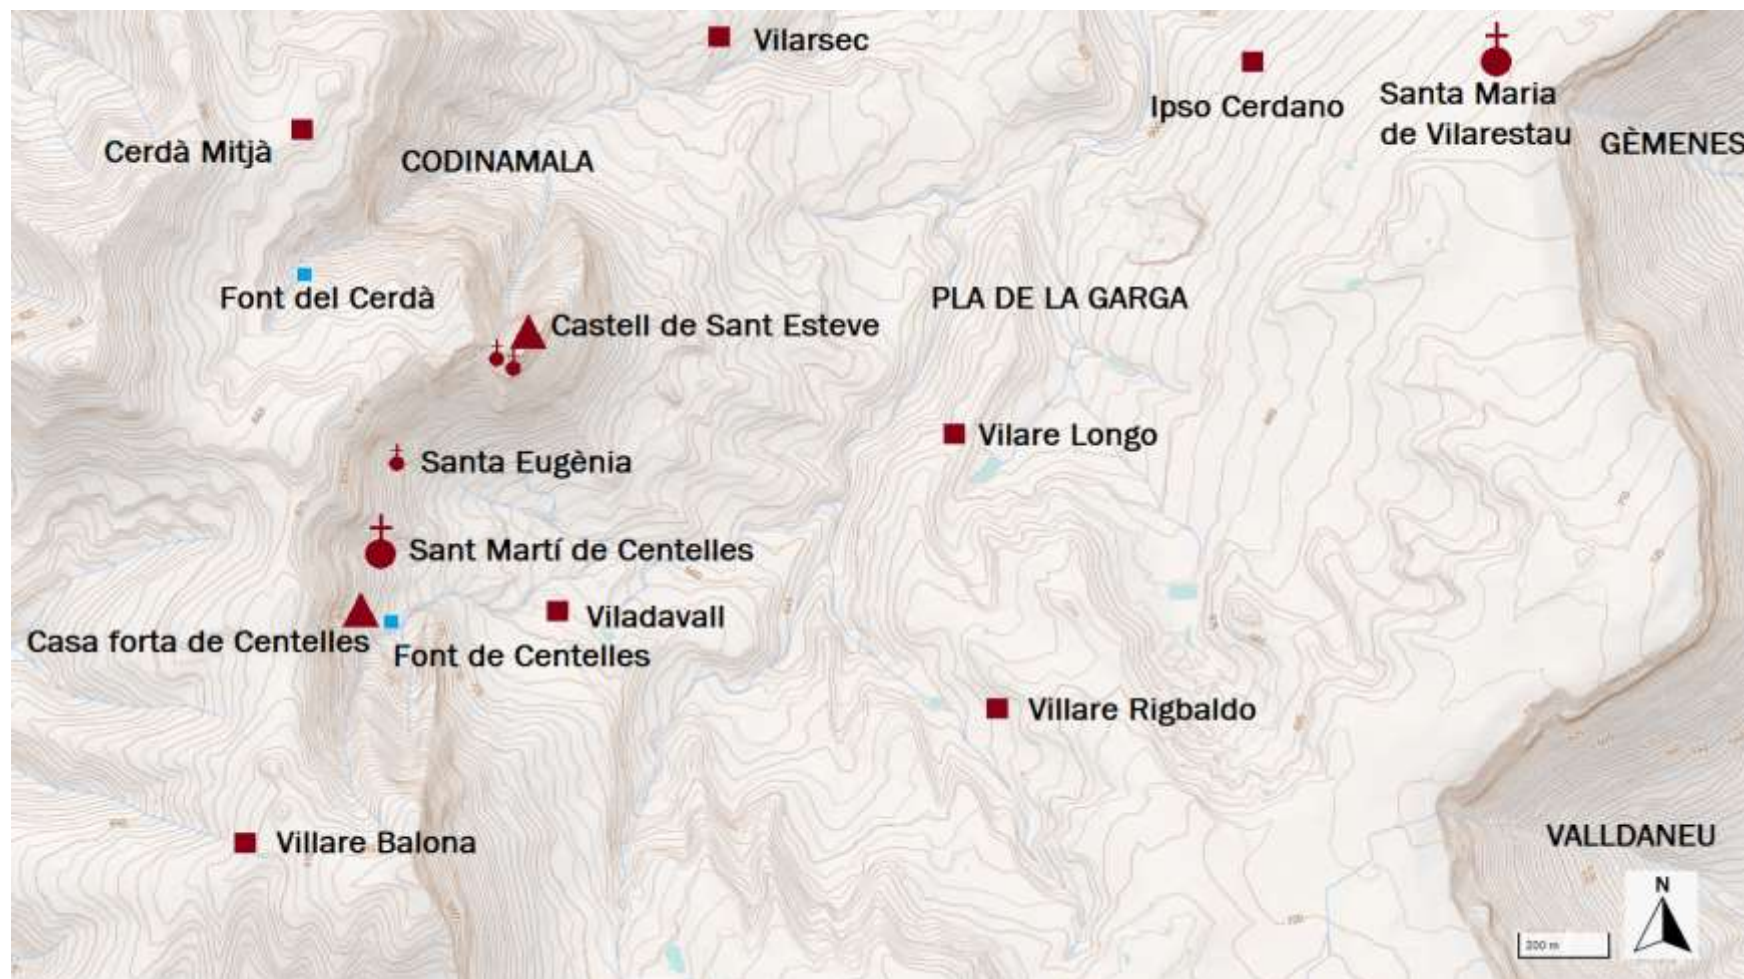 Vilarsec
Ipso Cerdano
Santa Maria
de Vilarestau
GÈMENES
Cerdà Mitjà
CODINAMALA
Font del Cerdà
PLA DE LA GARGA
Castell de Sant Esteve
Vilare Longo
Santa Eugènia
Sant Martí de Centelles
Viladavall
Casa forta de Centelles
Font de Centelles
Villare Rigbaldo
Villare Balona
VALLDANEU
N
200 m